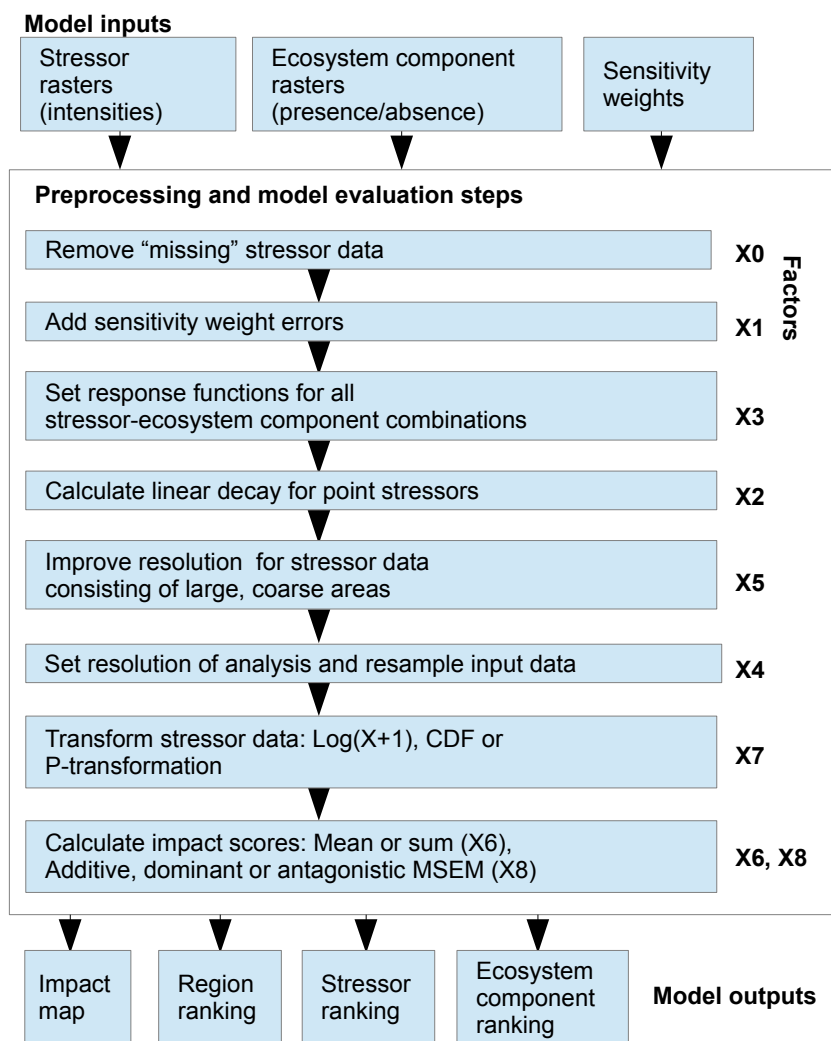 Model inputs
Stressor
rasters
(intensities)
Ecosystem component
rasters
(presence/absence)
Sensitivity
weights
Preprocessing and model evaluation steps
Remove “missing” stressor data
X0
Factors
Add sensitivity weight errors
X1
Set response functions for all
stressor-ecosystem component combinations
X3
Calculate linear decay for point stressors
X2
Improve resolution for stressor data
consisting of large, coarse areas
X5
Set resolution of analysis and resample input data
X4
Transform stressor data: Log(X+1), CDF or
P-transformation
X7
Calculate impact scores: Mean or sum (X6),
Additive, dominant or antagonistic MSEM (X8)
X6, X8
Impact
map
Region
ranking
Stressor
ranking
Ecosystem
component
ranking
Model outputs